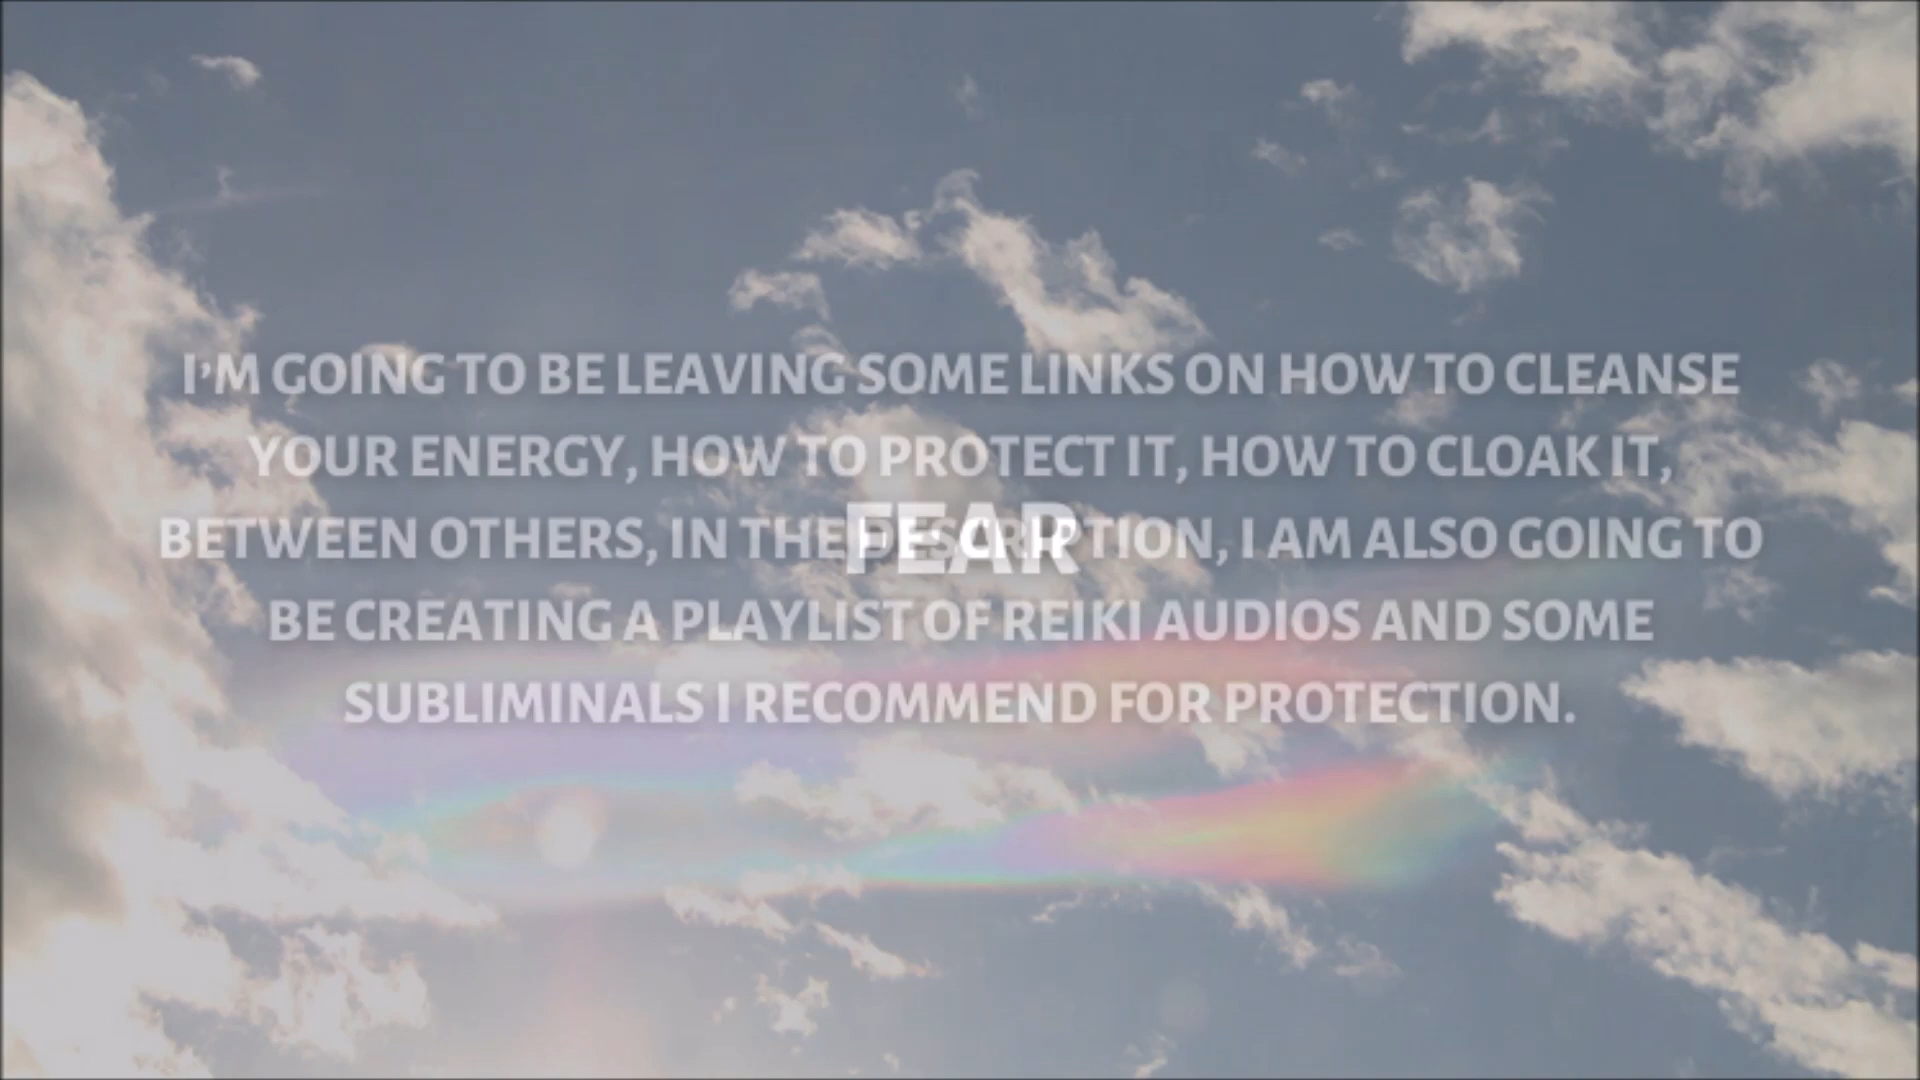 I'M GOING TO BE LEAVING SOME LINKS ON HOW TO CLEANSE
YOUR ENERGY, HOW TO PROTECT IT, HOW TO CLOAK IT,
BETWEEN OTHERS, IN THE DESCRIPTION, I AM ALSO GOING TO
FEAR
BE CREATING A PLAYLIST OF REIKI AUDIOS AND SOME
SUBLIMINALS I RECOMMEND FOR PROTECTION.